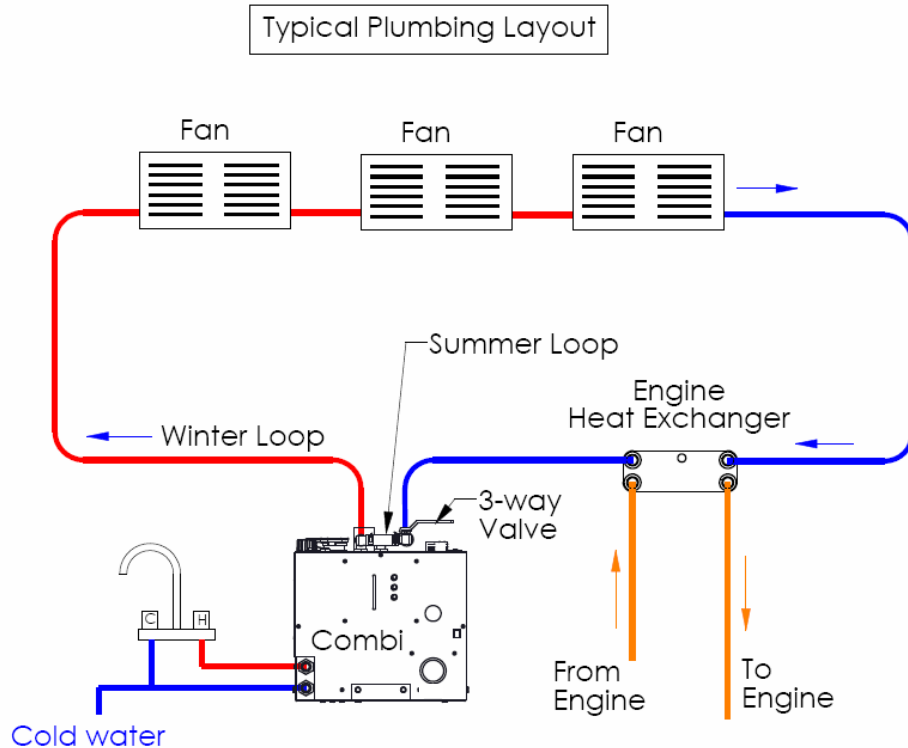 Typical Plumbing Layout
Fan
Fan
Fan
Summer Loop
Engine
Heat Exchanger
Winter Loop
3-way
Valve
C
H
Combi
From
Engine
To
Engine
Cold water